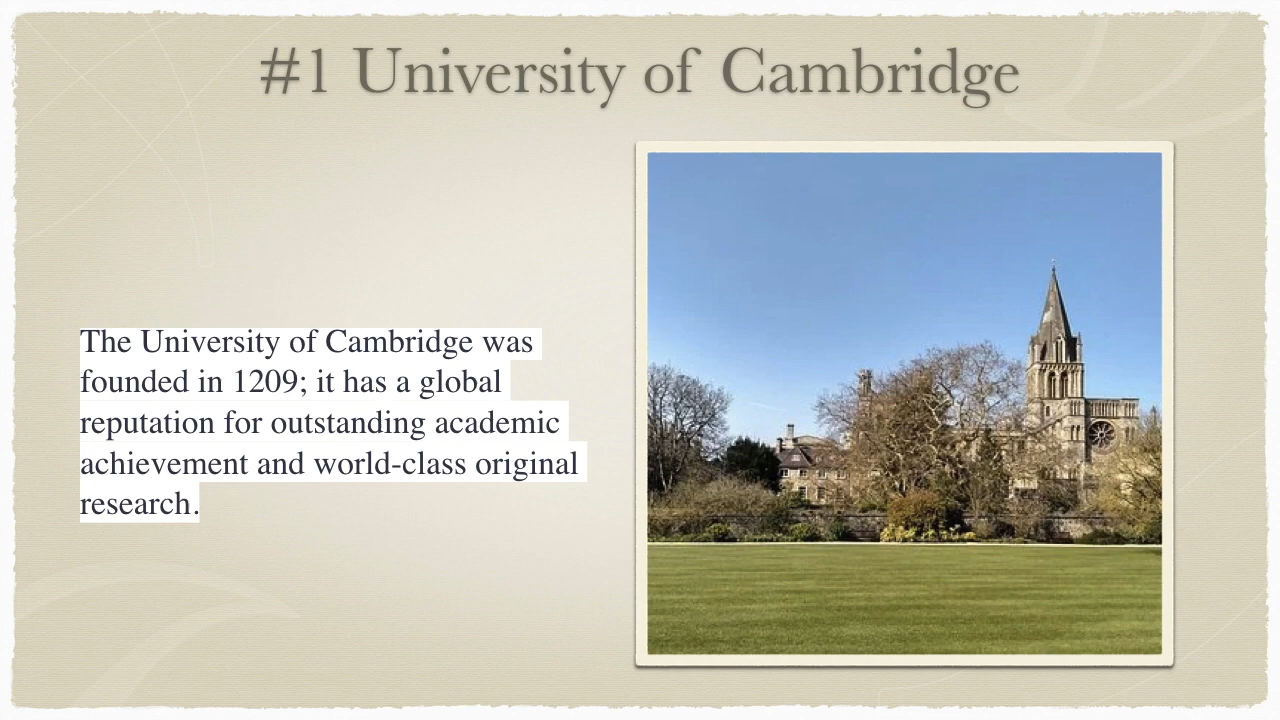 #1 University of Cambridge
The University of Cambridge was
founded in 1209; it has a global
reputation for outstanding academic
achievement and world-class original
research.